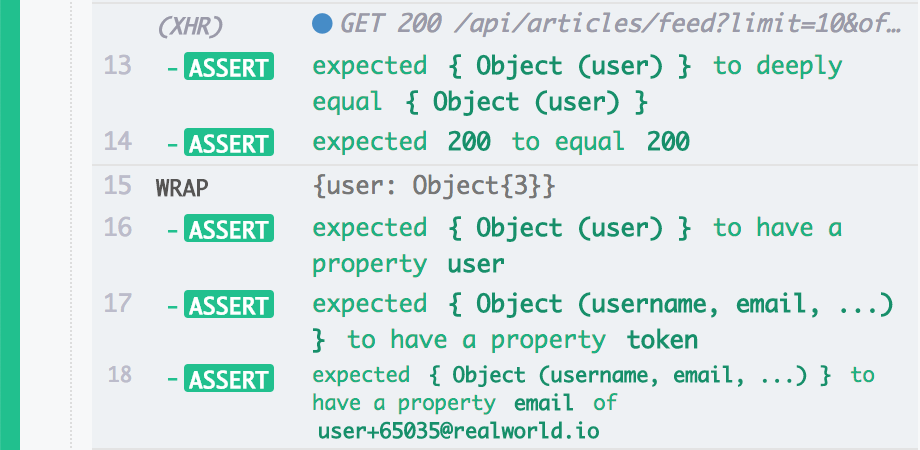 (XHR) GET 200 /api/articles/feed?limit=10&of…
13 - ASSERT expected { Object (user) } to deeply
equal { Object (user) }
14 - ASSERT expected 200 to equal 200
15 WRAP {user: Object{3}}
16 - ASSERT expected { Object (user) } to have a
property user
17 - ASSERT expected { Object (username, email, ...)
} to have a property token
18 - ASSERT expected { Object (username, email, ...) } to
have a property email of
user+65035@realworld.io